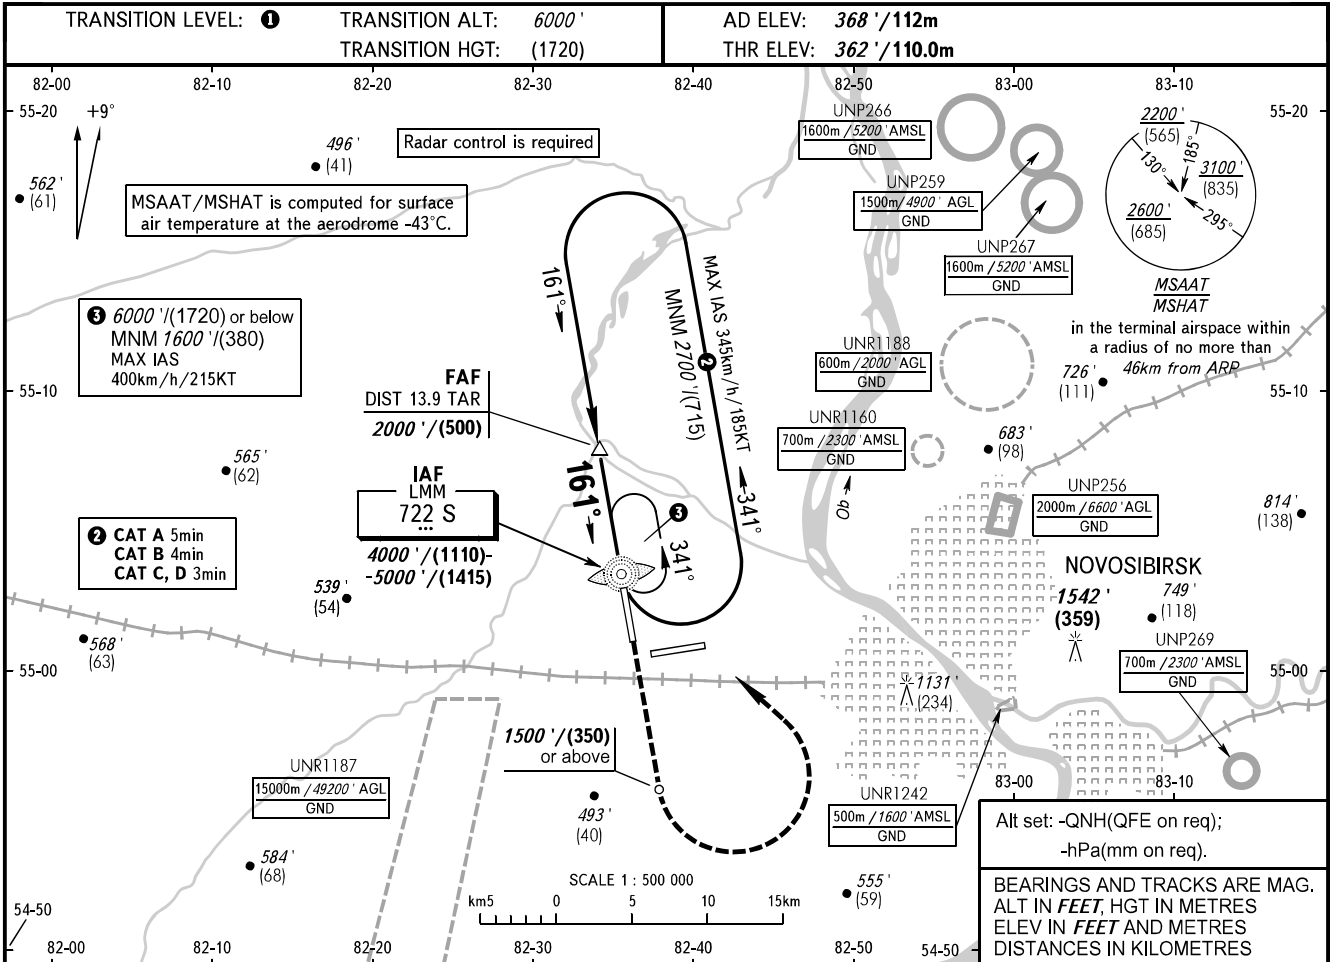 TRANSITION LEVEL: ❶
TRANSITION ALT: 6000 '
TRANSITION HGT: (1720)
AD ELEV: 368 '/112m
THR ELEV: 362 '/110.0m
82-00 82-10 82-20 82-30 82-40 82-50 83-00 83-10
55-20 55-20
+9°
496 '
(41)
562 '
(61)
Radar control is required
MSAAT/MSHAT is computed for surface
air temperature at the aerodrome -43°C.
UNP266
1600m / 5200 ' AMSL
GND
UNP259
1500m / 4900 ' AGL
GND
UNP267
1600m / 5200 ' AMSL
GND
2200 '
(565)
185°
130°
3100 '
(835)
2600 '
(685)
295°
MSAAT
MSHAT
in the terminal airspace within
a radius of no more than
46km from ARP
❸ 6000 '/(1720) or below
MNM 1600 '/(380)
MAX IAS
400km/h/215KT
161°
MAX IAS 345km/h/185KT
❷
MNM 2700 '/(715)
UNR1188
600m / 2000 ' AGL
GND
726 '
(111)
55-10 55-10
FAF
DIST 13.9 TAR
2000 '/(500)
UNR1160
700m / 2300 ' AMSL
GND
683 '
(98)
565 '
(62)
IAF
LMM
722 S
•••
4000 '/(1110)-
-5000 '/(1415)
161°
❸
341°
341°
Ob
UNP256
2000m / 6600 ' AGL
GND
814 '
(138)
❷ CAT A 5min
CAT B 4min
CAT C, D 3min
539 '
(54)
NOVOSIBIRSK
1542 '
(359)
749 '
(118)
568 '
(63)
UNP269
700m / 2300 ' AMSL
GND
55-00 55-00
1131 '
(234)
1500 '/(350)
or above
UNR1187
15000m / 49200 ' AGL
GND
493 '
(40)
UNR1242
500m / 1600 ' AMSL
GND
83-00 83-10
584 '
(68)
555 '
(59)
SCALE 1 : 500 000
km5 0 5 10 15km
Alt set: -QNH(QFE on req);
-hPa(mm on req).
BEARINGS AND TRACKS ARE MAG.
ALT IN FEET, HGT IN METRES
ELEV IN FEET AND METRES
DISTANCES IN KILOMETRES
54-50
82-00 82-10 82-20 82-30 82-40 82-50 54-50